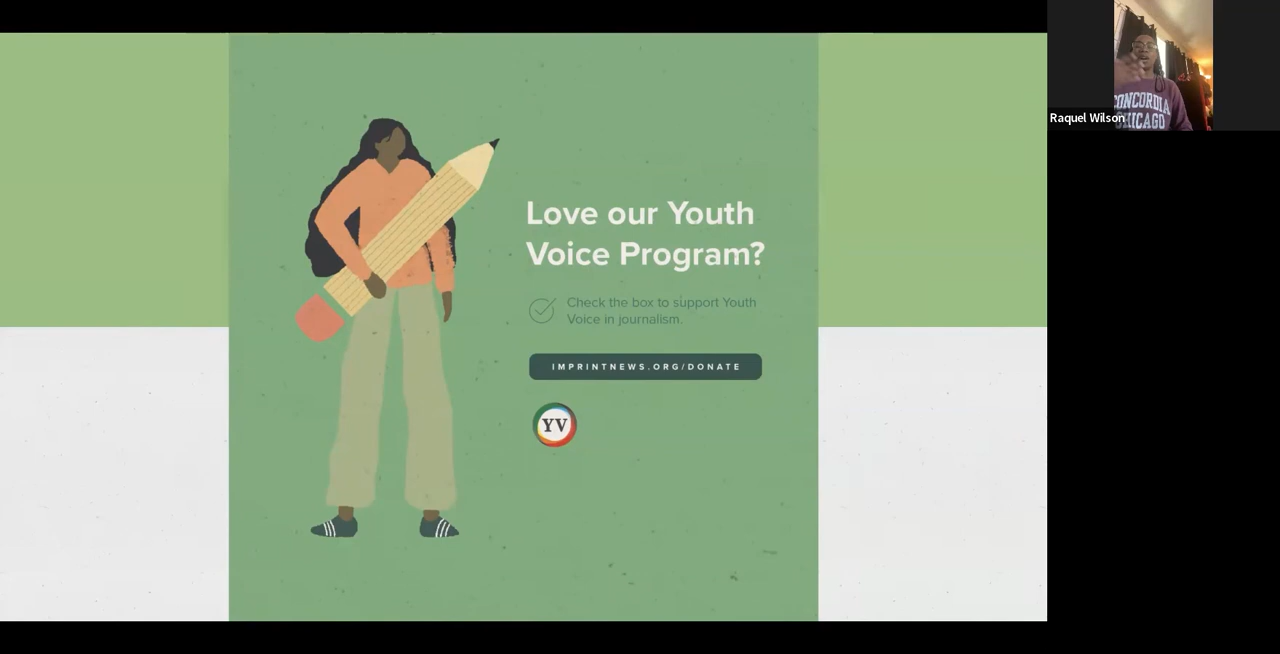 Love our Youth
Voice Program?
Check the box to support Youth
Voice in journalism.
IMPRINTNEWS.ORG/DONATE
YV
Raquel Wilson
CONCORDIA
CHICAGO